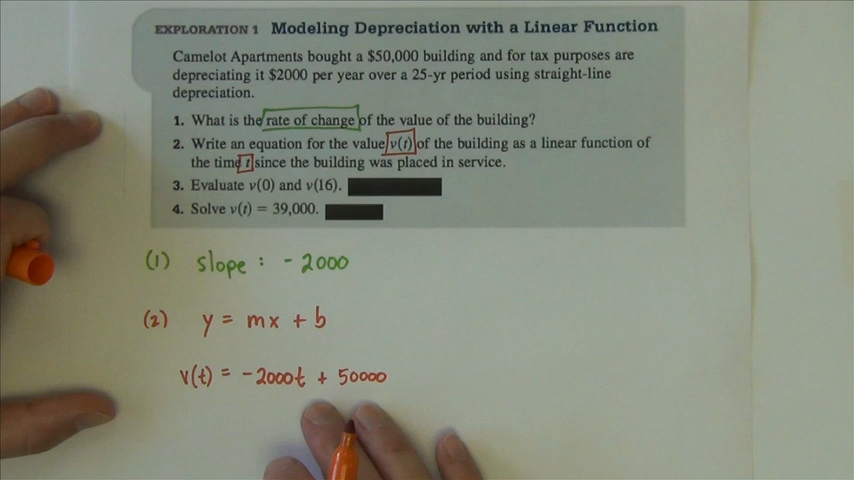 EXPLORATION 1 Modeling Depreciation with a Linear Function
Camelot Apartments bought a $50,000 building and for tax purposes are
depreciating it $2000 per year over a 25-yr period using straight-line
depreciation.
1. What is the rate of change of the value of the building?
2. Write an equation for the value v(t) of the building as a linear function of
the time t since the building was placed in service.
3. Evaluate v(0) and v(16).
4. Solve v(t) = 39,000.
(1) slope : -2000
(2) y = mx + b
v(t) = -2000t + 50000